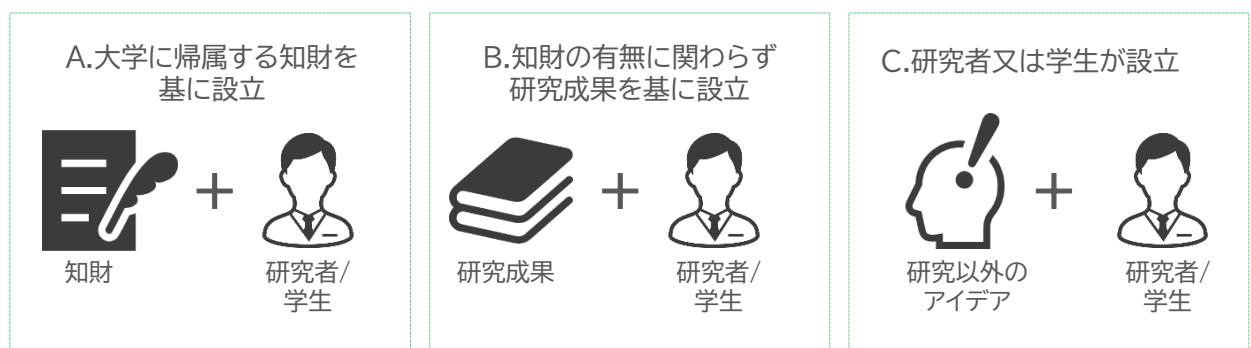 A.大学に帰属する知財を
基に設立
知財
+
研究者/
学生
B.知財の有無に関わらず
研究成果を基に設立
研究成果
+
研究者/
学生
C.研究者又は学生が設立
研究以外の
アイデア
+
研究者/
学生